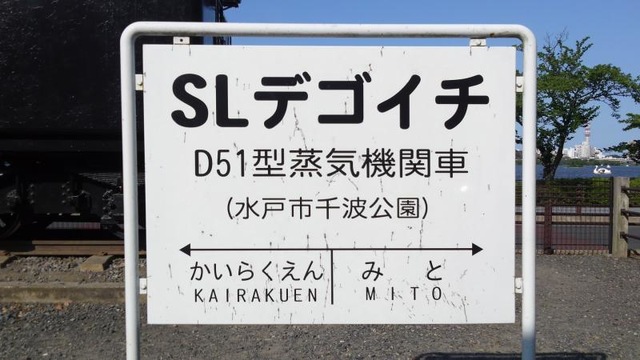 SLデゴイチ
D51型蒸気機関車
(水戸市千波公園)
かいらくえん みと
KAIRAKUEN MITO